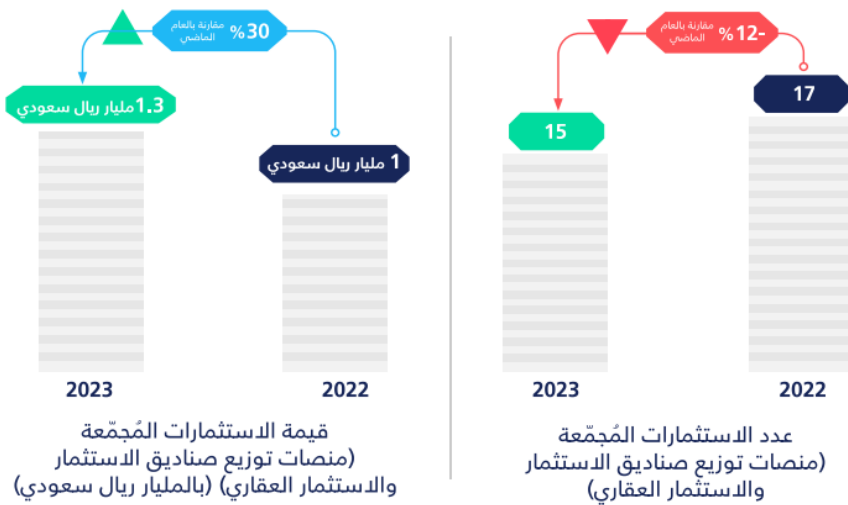 -12% مقارنة بالعام
الماضي
17
15
2022
2023
عدد الاستثمارات المُجمّعة
(منصات توزيع صناديق الاستثمار
والاستثمار العقاري)
30% مقارنة بالعام
الماضي
1.3 مليار ريال سعودي
1 مليار ريال سعودي
2022
2023
قيمة الاستثمارات المُجمّعة
(منصات توزيع صناديق الاستثمار
والاستثمار العقاري) (بالمليار ريال سعودي)